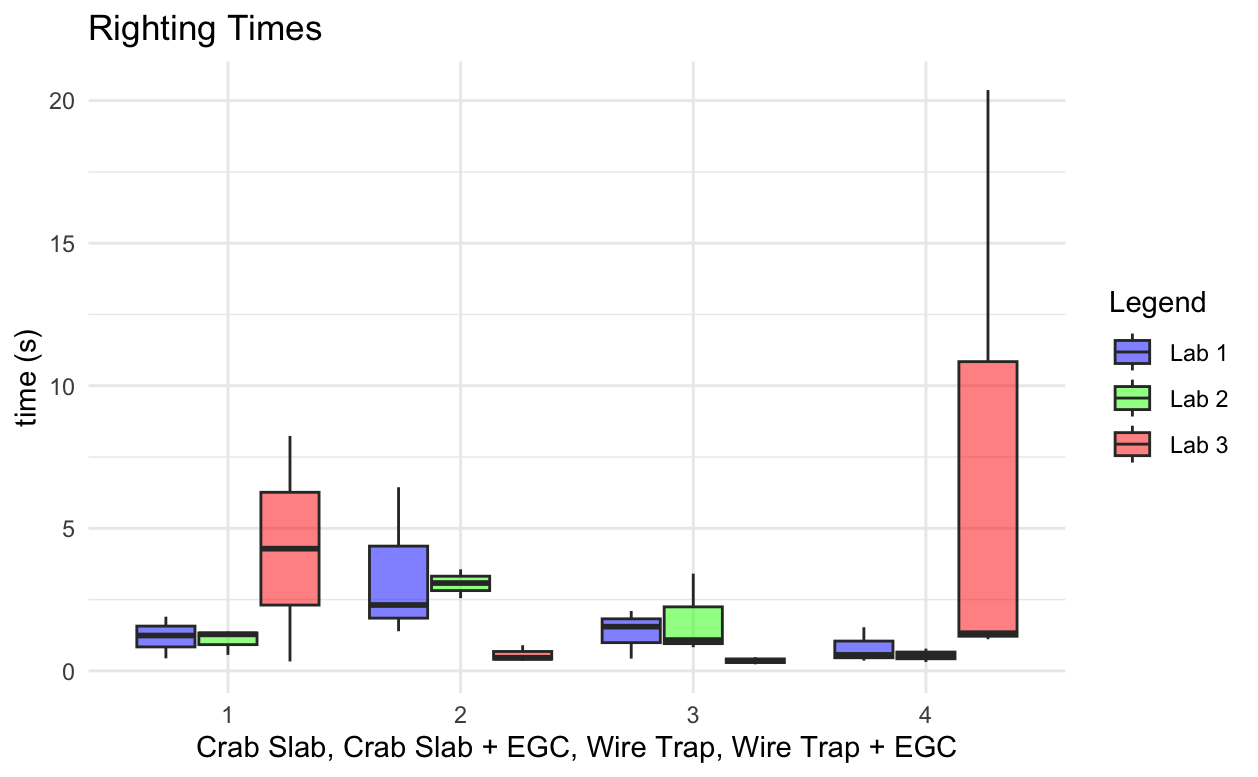 Righting Times
20
15
10
5
0
time (s)
1 2 3 4
Crab Slab, Crab Slab + EGC, Wire Trap, Wire Trap + EGC
Legend
Lab 1
Lab 2
Lab 3